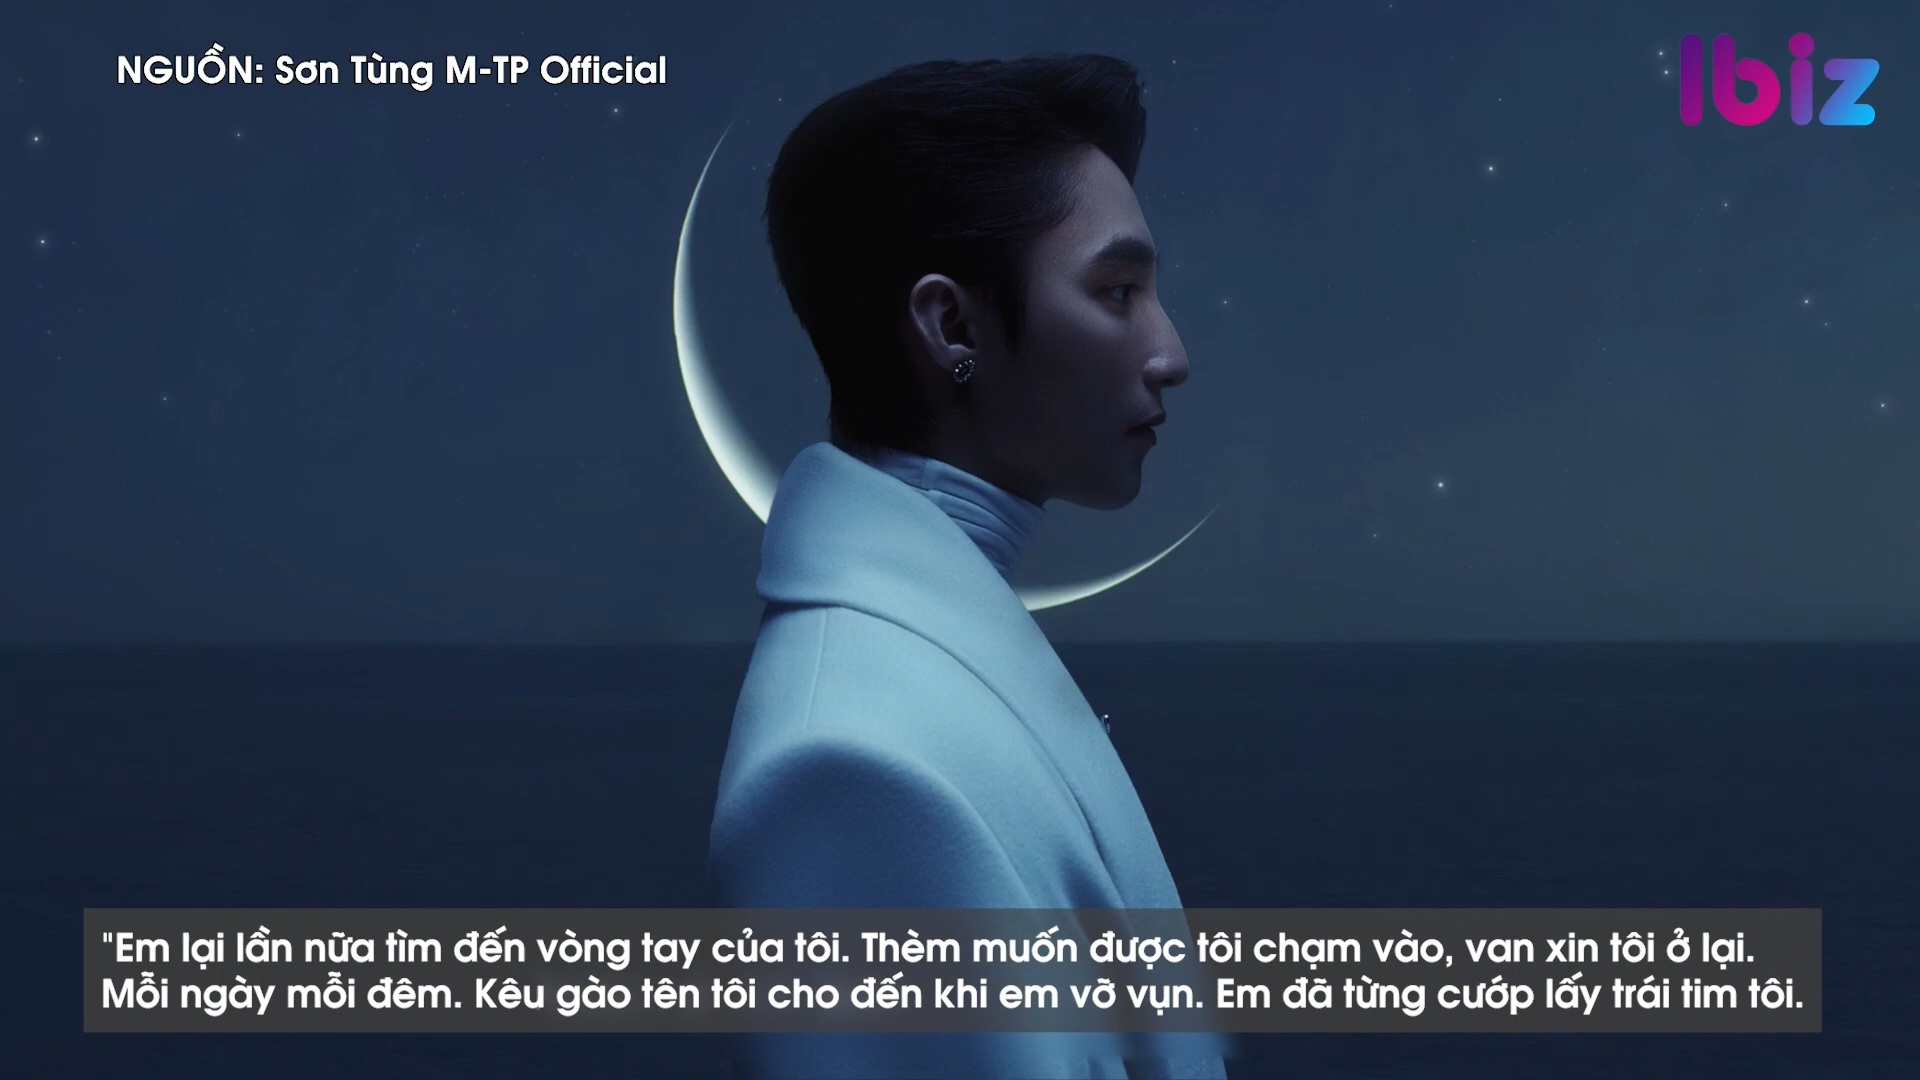 NGUỒN: Sơn Tùng M-TP Official
Ibiz
"Em lại lần nữa tìm đến vòng tay của tôi. Thèm muốn được tôi chạm vào, van xin tôi ở lại.
Mỗi ngày mỗi đêm. Kêu gào tên tôi cho đến khi em vỡ vụn. Em đã từng cướp lấy trái tim tôi.